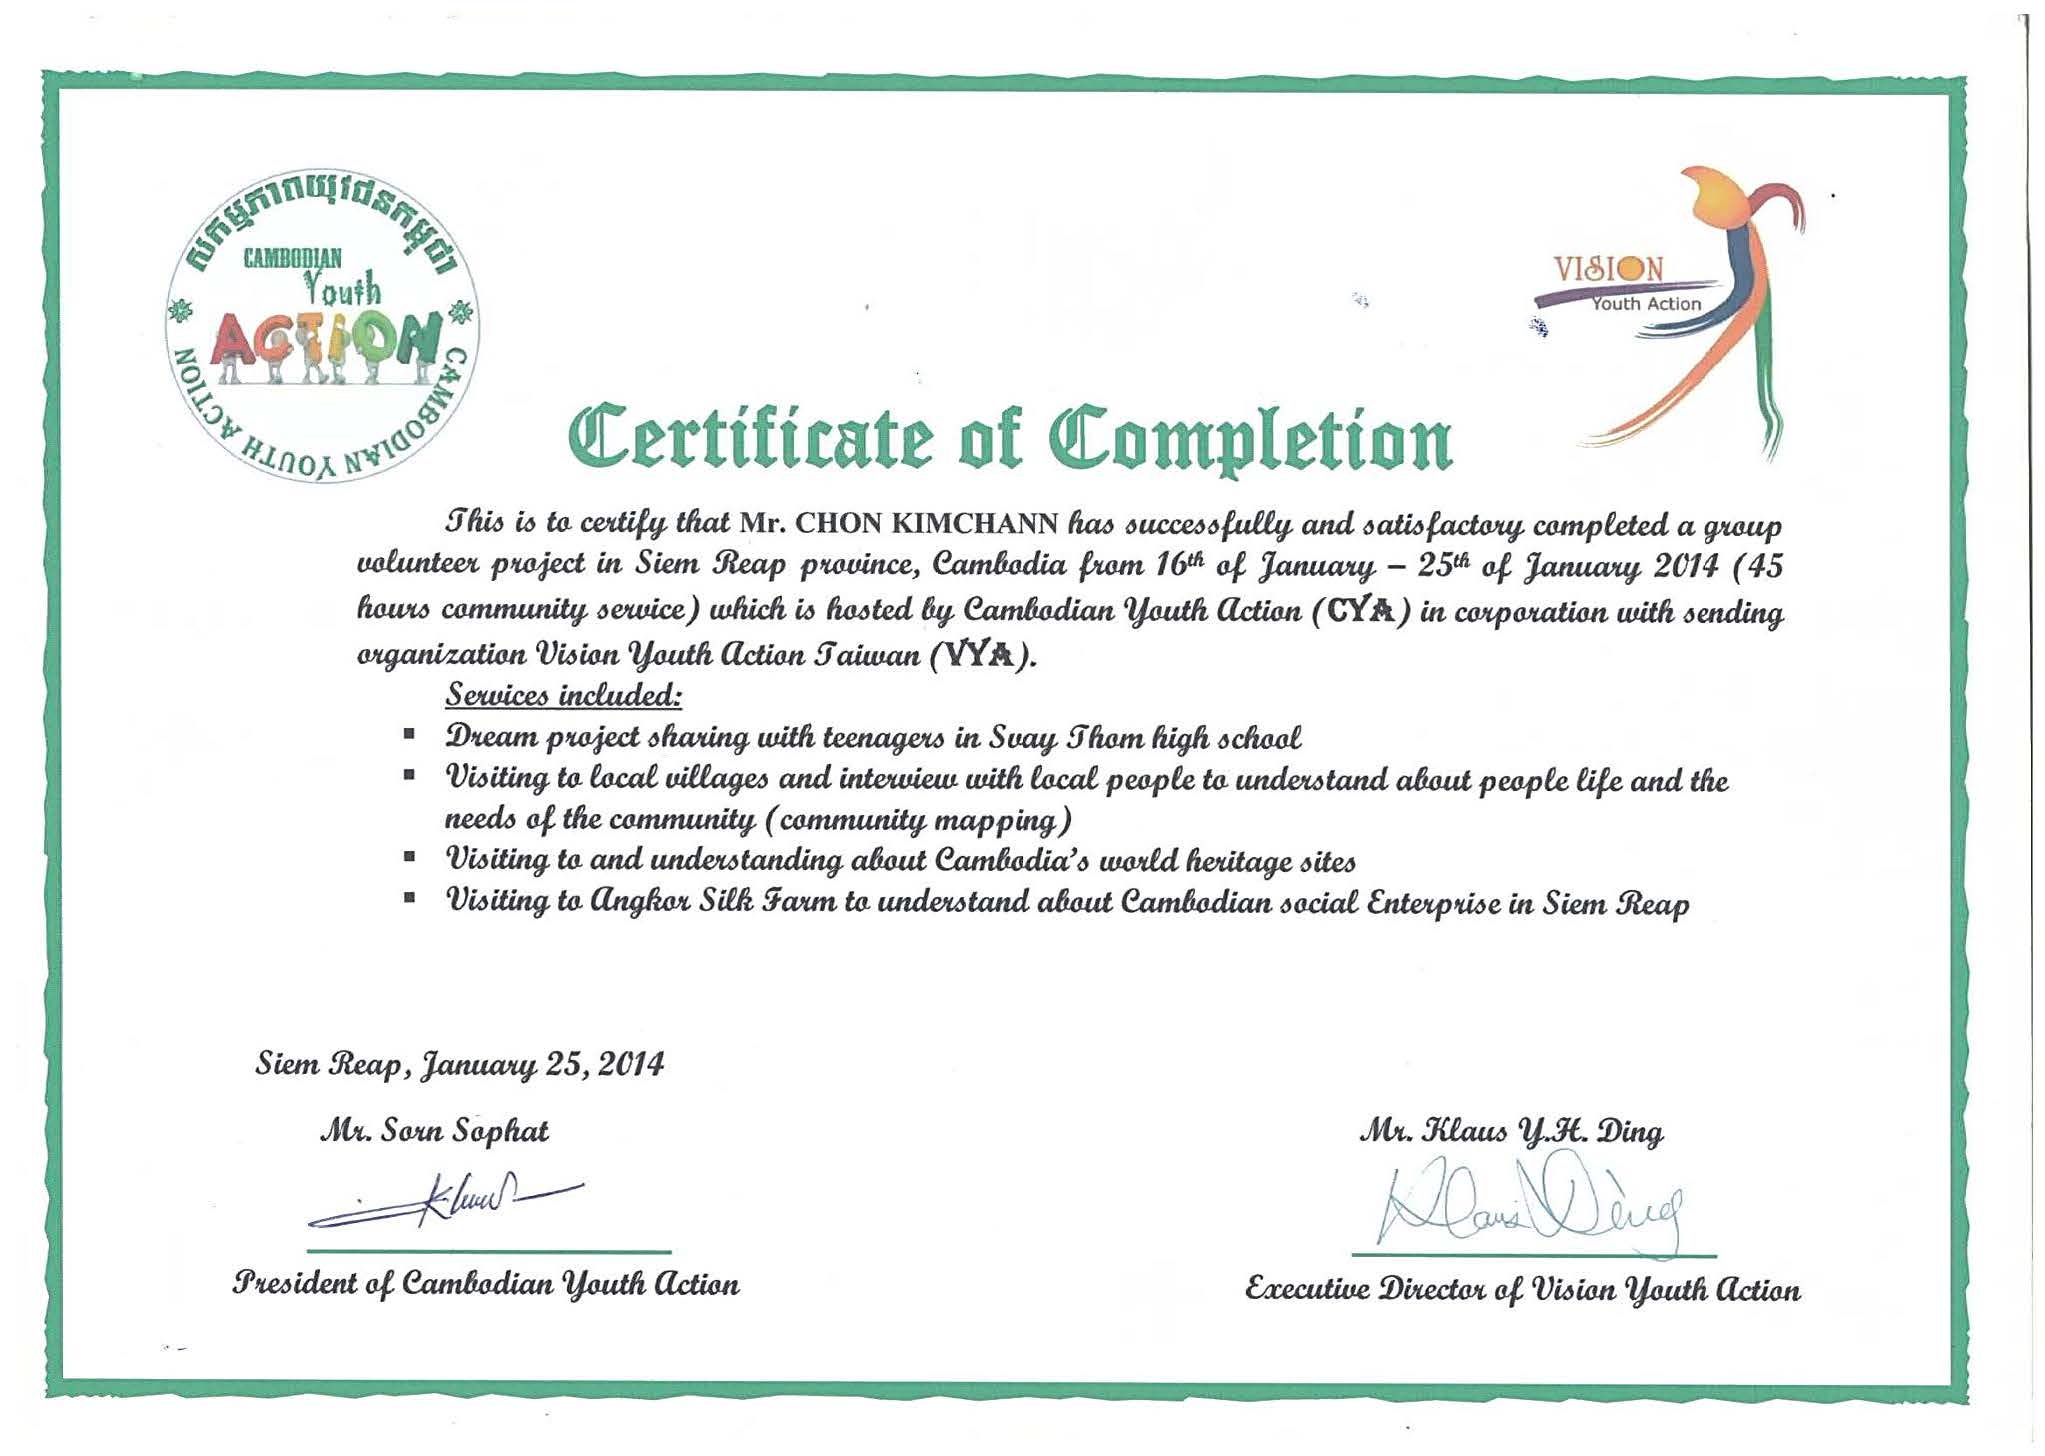 សកម្មភាពយុវជនកម្ពុជា
CAMBODIAN
Youth
ACTION
CAMBODIAN YOUTH ACTION
VISION
Youth Action
Certificate of Completion
This is to certify that Mr. CHON KIMCHANN has successfully and satisfactory completed a group
volunteer project in Siem Reap province, Cambodia from 16th of January – 25th of January 2014 (45
hours community service) which is hosted by Cambodian Youth Action (CYA) in corporation with sending
organization Vision Youth Action Taiwan (VYA).
Services included:
▪ Dream project sharing with teenagers in Svay Thom high school
▪ Visiting to local villages and interview with local people to understand about people life and the
needs of the community (community mapping)
▪ Visiting to and understanding about Cambodia's world heritage sites
▪ Visiting to Angkor Silk Farm to understand about Cambodian social Enterprise in Siem Reap
Siem Reap, January 25, 2014
Mr. Sorn Sophat
Mr. Klaus Y.H. Ding
Klaus Ding
President of Cambodian Youth Action
Executive Director of Vision Youth Action